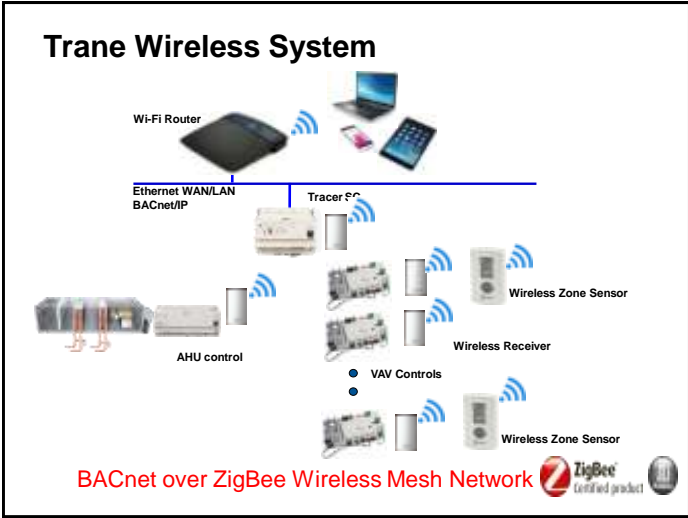 Trane Wireless System
Wi-Fi Router
Ethernet WAN/LAN
BACnet/IP
Tracer SC
Wireless Zone Sensor
Wireless Receiver
AHU control
VAV Controls
Wireless Zone Sensor
BACnet over ZigBee Wireless Mesh Network
ZigBee
Certified product